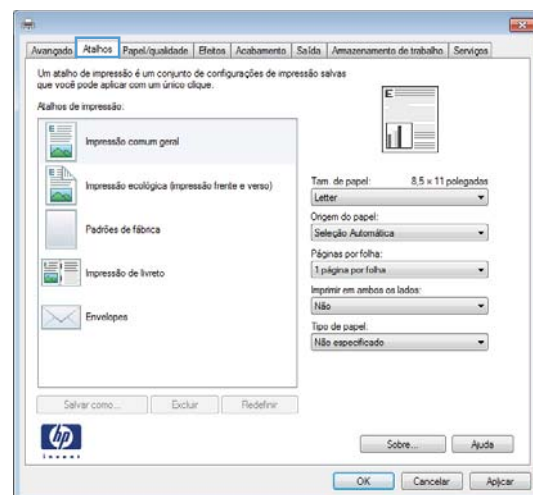 Avançado Atalhos Papel/qualidade Efeitos Acabamento Saída Armazenamento de trabalho Serviços
Um atalho de impressão é um conjunto de configurações de impressão salvas
que você pode aplicar com um único clique.
Atalhos de impressão:
Impressão comum geral
Impressão ecológica (impressão frente e verso)
Padrões de fábrica
Impressão de livreto
Envelopes
E
Tam. de papel: 8,5 × 11 polegadas
Letter
Origem do papel:
Seleção Automática
Páginas por folha:
1 página por folha
Imprimir em ambos os lados:
Não
Tipo de papel:
Não especificado
Salvar como... Excluir Redefinir
hp
invent
Sobre... Ajuda
OK Cancelar Aplicar